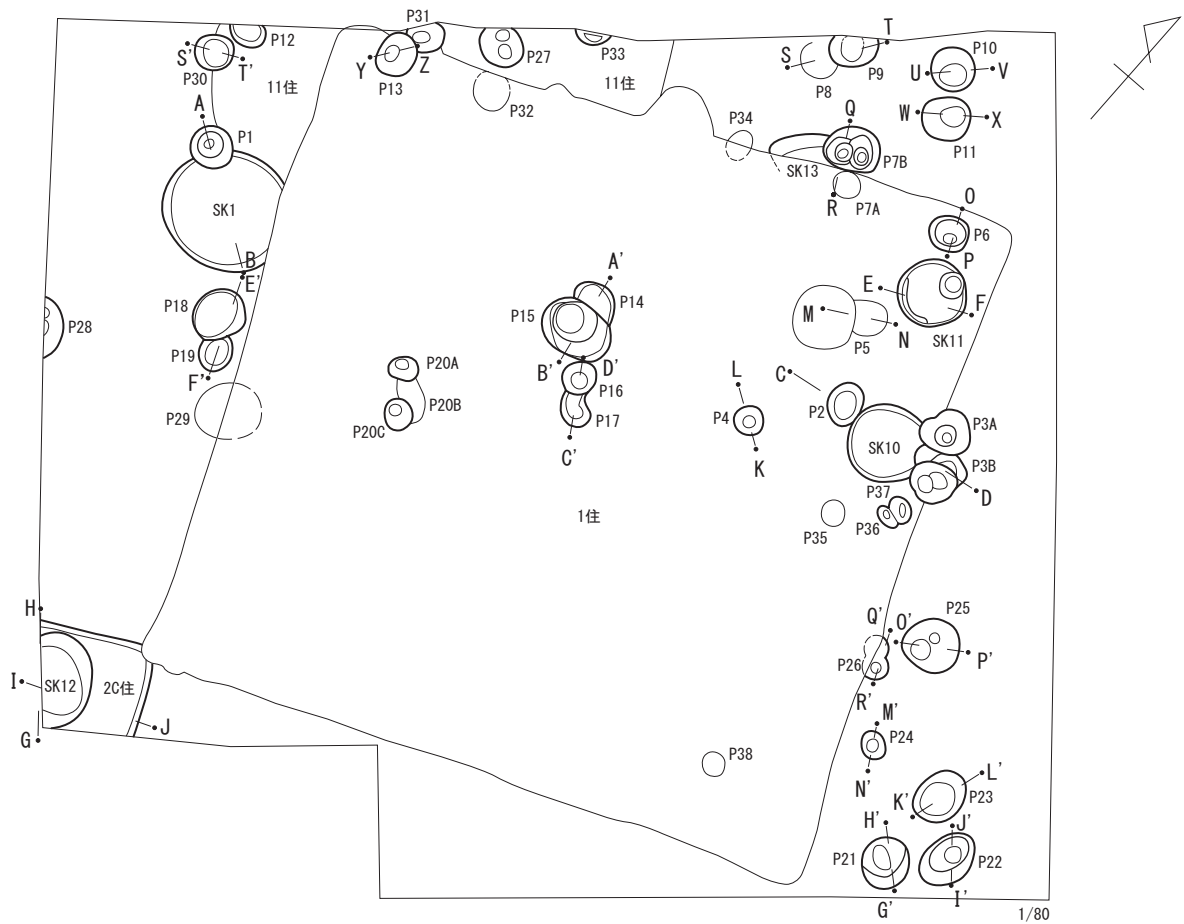 P31
T
P12
S'
T'
P30
11住
A
Y
Z
P13
P27
P33
P32
11住
S
P8
P9
P10
U
V
W
X
P11
P34
Q
P1
SK13
P7B
R
P7A
SK1
O
P6
P
B
E'
A'
E
F
SK11
P18
P15
P14
M
N
P5
P28
P19
F'
B'
D'
P20A
P16
L
C
P2
P29
P20B
P20C
P17
P4
K
C'
P3A
SK10
P3B
D
P37
P36
P35
1住
H
Q'
O'
P25
P'
P26
R'
I
SK12
2C住
J
G
M'
P24
N'
P38
L'
P23
K'
H'
J'
P21
P22
G'
I'
1/80